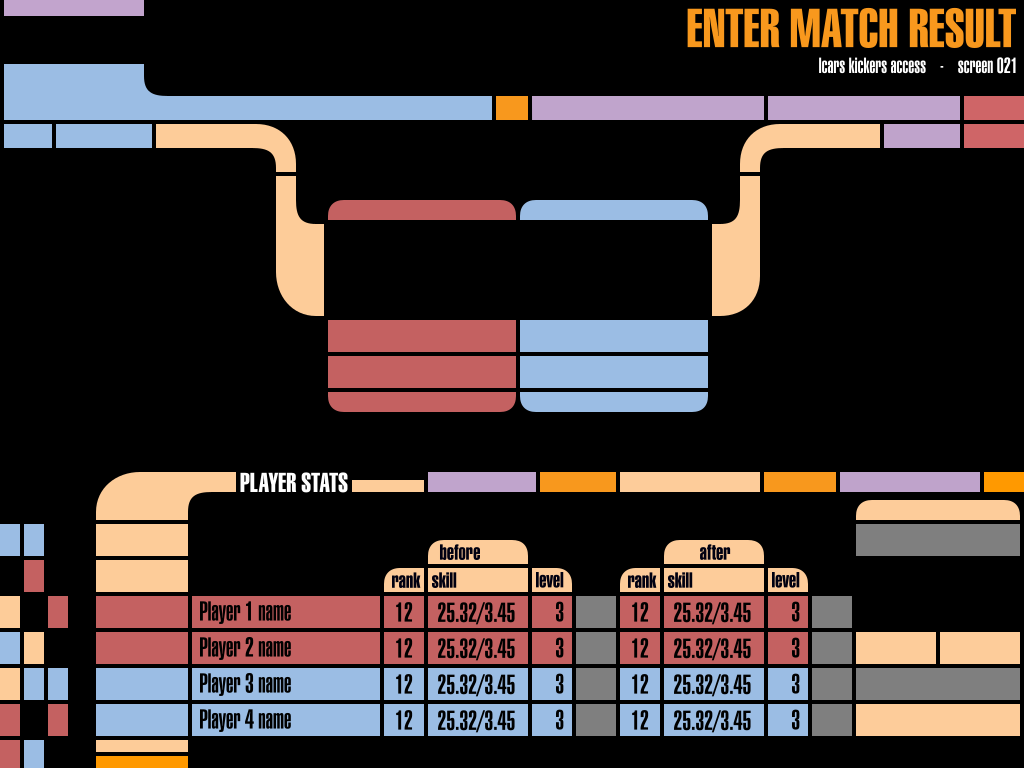 ENTER MATCH RESULT
lcars kickers access - screen 021
PLAYER STATS
before after
rank skill level rank skill level
Player 1 name 12 25.32/3.45 3 12 25.32/3.45 3
Player 2 name 12 25.32/3.45 3 12 25.32/3.45 3
Player 3 name 12 25.32/3.45 3 12 25.32/3.45 3
Player 4 name 12 25.32/3.45 3 12 25.32/3.45 3